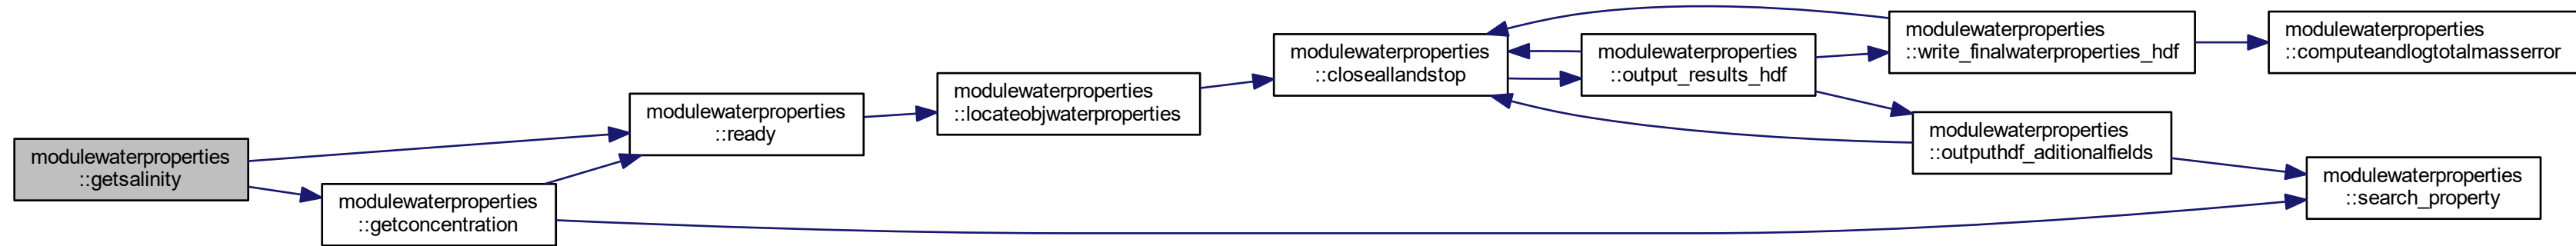 modulewaterproperties
::getsalinity
modulewaterproperties
::getconcentration
modulewaterproperties
::ready
modulewaterproperties
::locateobjwaterproperties
modulewaterproperties
::closeallandstop
modulewaterproperties
::output_results_hdf
modulewaterproperties
::write_finalwaterproperties_hdf
modulewaterproperties
::computeandlogtotalmasserror
modulewaterproperties
::outputhdf_aditionalfields
modulewaterproperties
::search_property